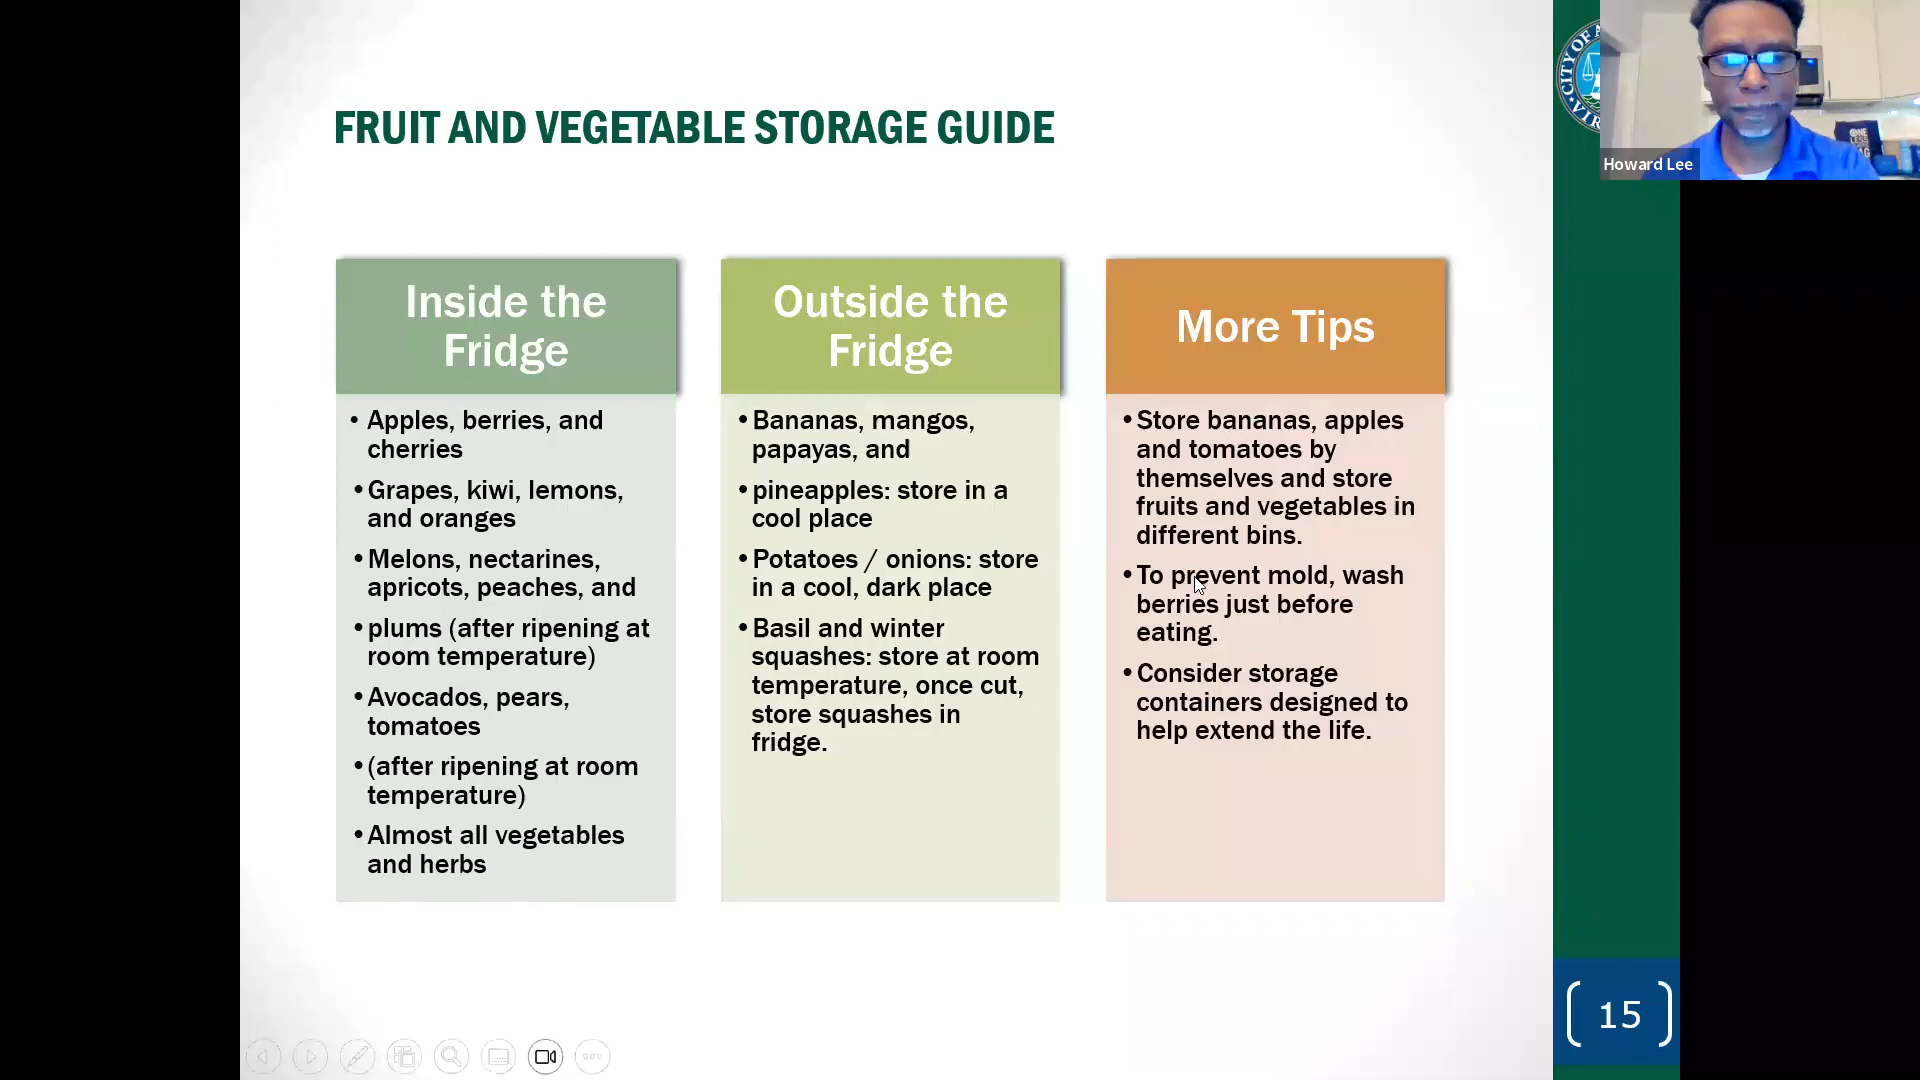 FRUIT AND VEGETABLE STORAGE GUIDE
Inside the
Fridge
• Apples, berries, and
cherries
• Grapes, kiwi, lemons,
and oranges
• Melons, nectarines,
apricots, peaches, and
• plums (after ripening at
room temperature)
• Avocados, pears,
tomatoes
• (after ripening at room
temperature)
• Almost all vegetables
and herbs
Outside the
Fridge
• Bananas, mangos,
papayas, and
• pineapples: store in a
cool place
• Potatoes / onions: store
in a cool, dark place
• Basil and winter
squashes: store at room
temperature, once cut,
store squashes in
fridge.
More Tips
• Store bananas, apples
and tomatoes by
themselves and store
fruits and vegetables in
different bins.
• To prevent mold, wash
berries just before
eating.
• Consider storage
containers designed to
help extend the life.
CITY OF
Howard Lee
ONE
LESS
15